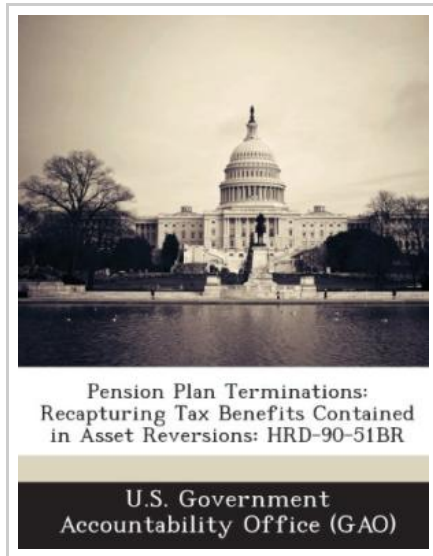 Pension Plan Terminations:
Recapturing Tax Benefits Contained
in Asset Reversions: HRD-90-51BR
U.S. Government
Accountability Office (GAO)